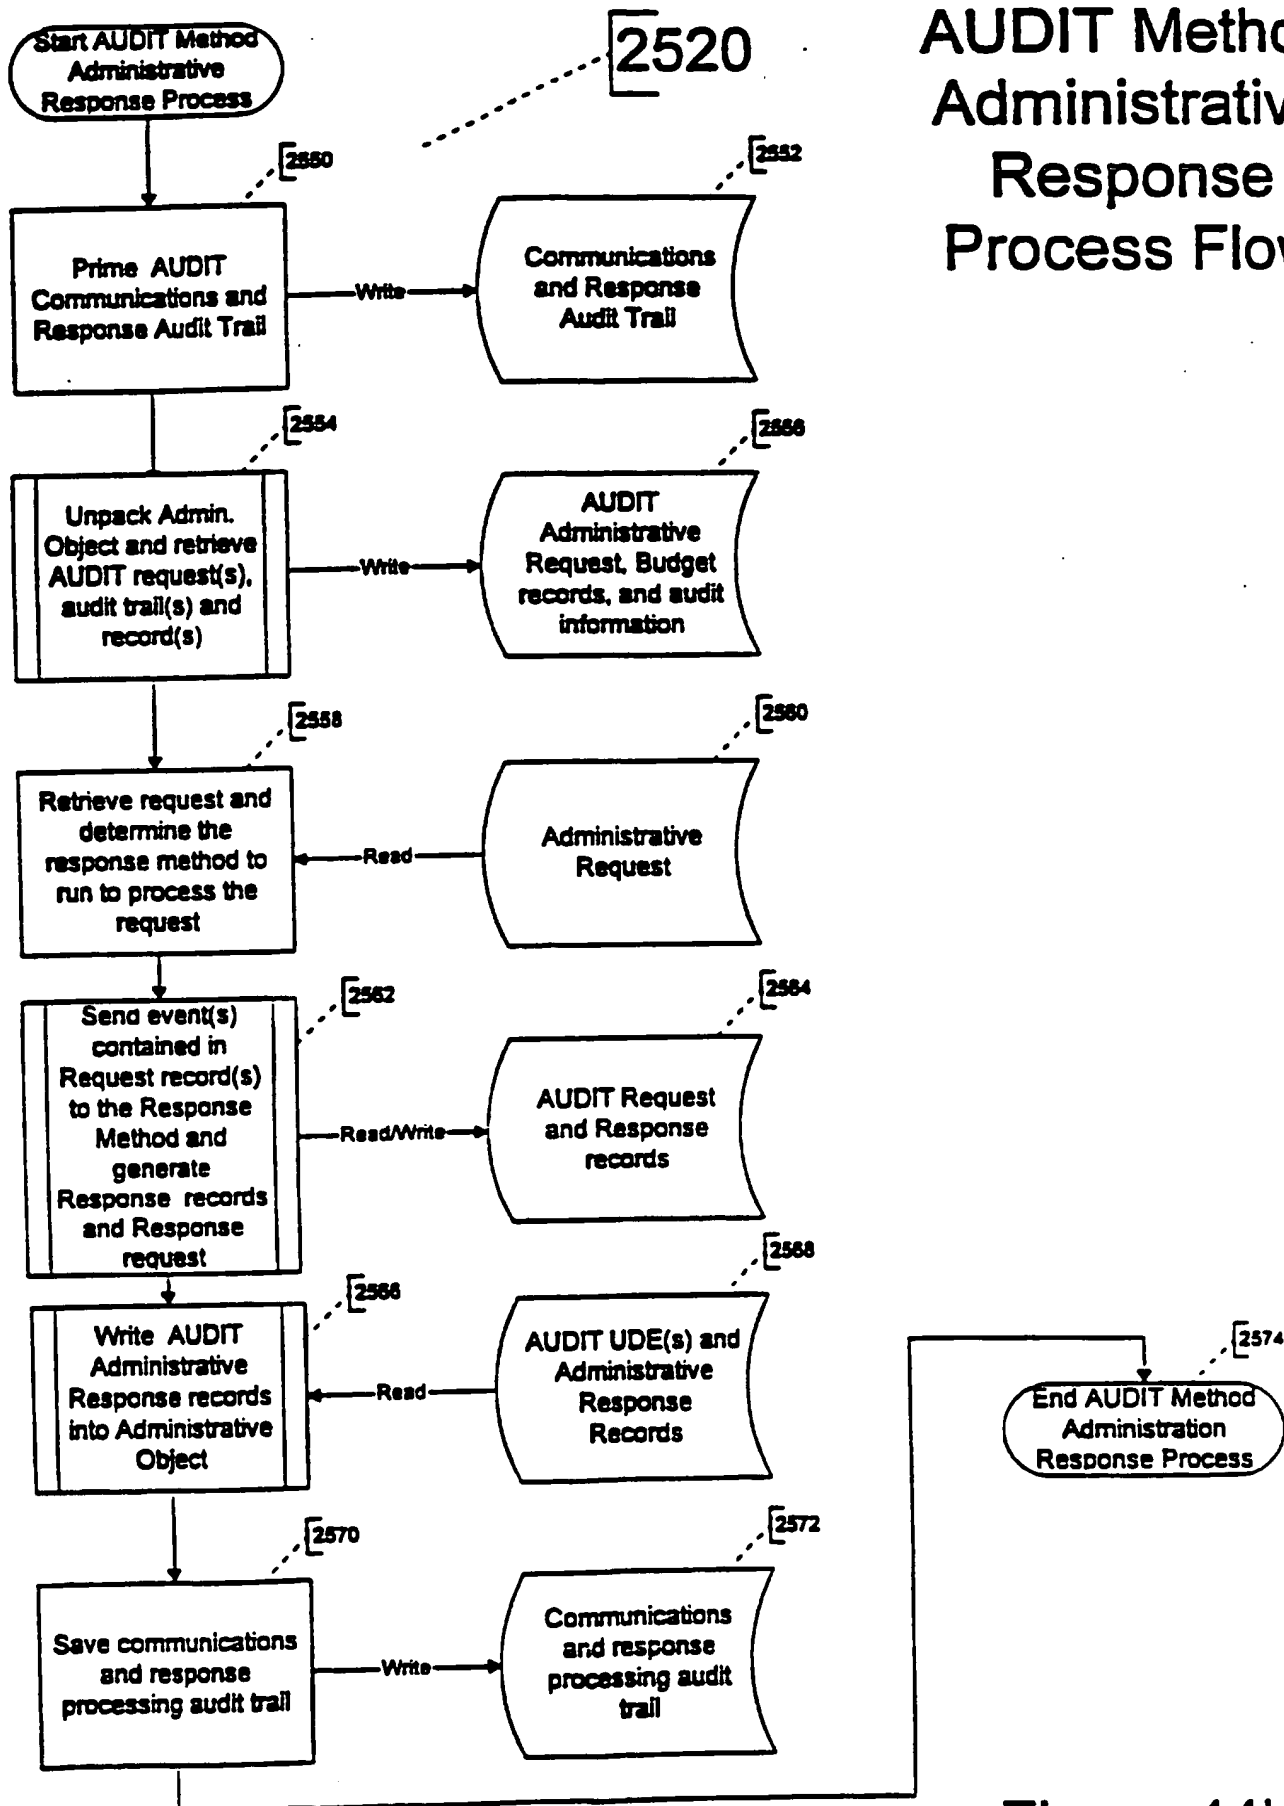 Start AUDIT Method
Administrative
Response Process
2520
AUDIT Metho
Administrativ
Response
Process Flow
2550
Prime AUDIT
Communications and
Response Audit Trail
Write
2552
Communications
and Response
Audit Trail
2554
Unpack Admin.
Object and retrieve
AUDIT request(s),
audit trail(s) and
record(s)
Write
2556
AUDIT
Administrative
Request, Budget
records, and audit
information
2558
Retrieve request and
determine the
response method to
run to process the
request
Read
2560
Administrative
Request
2562
Send event(s)
contained in
Request record(s)
to the Response
Method and
generate
Response records
and Response
request
Read/Write
2564
AUDIT Request
and Response
records
2566
Write AUDIT
Administrative
Response records
into Administrative
Object
Read
2568
AUDIT UDE(s) and
Administrative
Response
Records
2570
Save communications
and response
processing audit trail
Write
2572
Communications
and response
processing audit
trail
2574
End AUDIT Method
Administration
Response Process